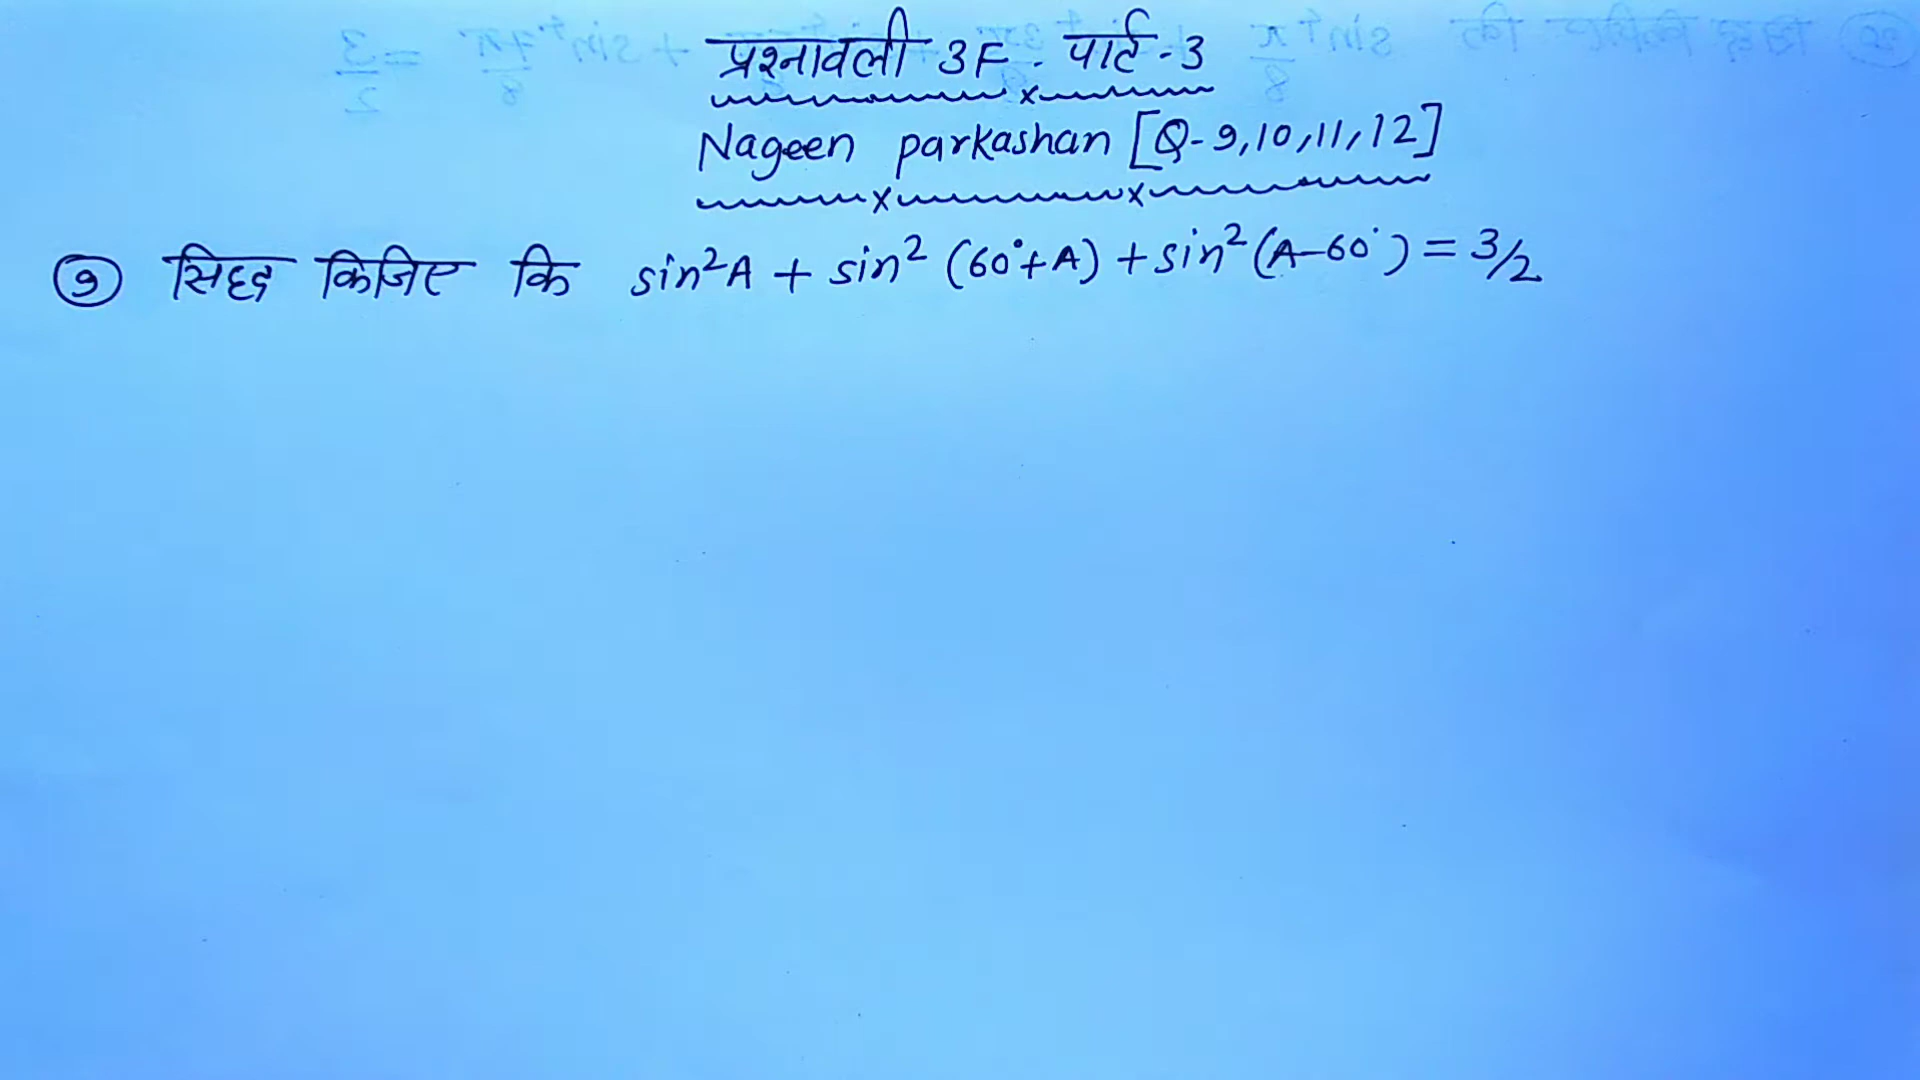 प्रश्नावली 3F - पार्ट-3
Nageen parkashan [Q-9,10,11,12]
9 सिद्ध किजिए कि sin²A + sin² (60°+A) + sin² (A-60°) = 3/2